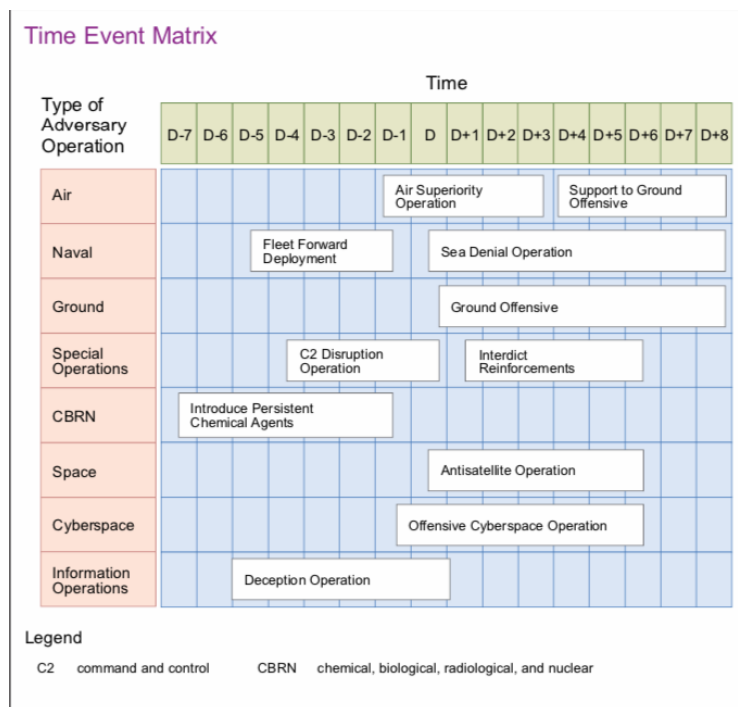 Time Event Matrix
Time
Type of
Adversary
Operation
D-7 D-6 D-5 D-4 D-3 D-2 D-1 D D+1 D+2 D+3 D+4 D+5 D+6 D+7 D+8
Air
Air Superiority
Operation
Support to Ground
Offensive
Naval
Fleet Forward
Deployment
Sea Denial Operation
Ground
Ground Offensive
Special
Operations
C2 Disruption
Operation
Interdict
Reinforcements
CBRN
Introduce Persistent
Chemical Agents
Space
Antisatellite Operation
Cyberspace
Offensive Cyberspace Operation
Information
Operations
Deception Operation
Legend
C2 command and control CBRN chemical, biological, radiological, and nuclear